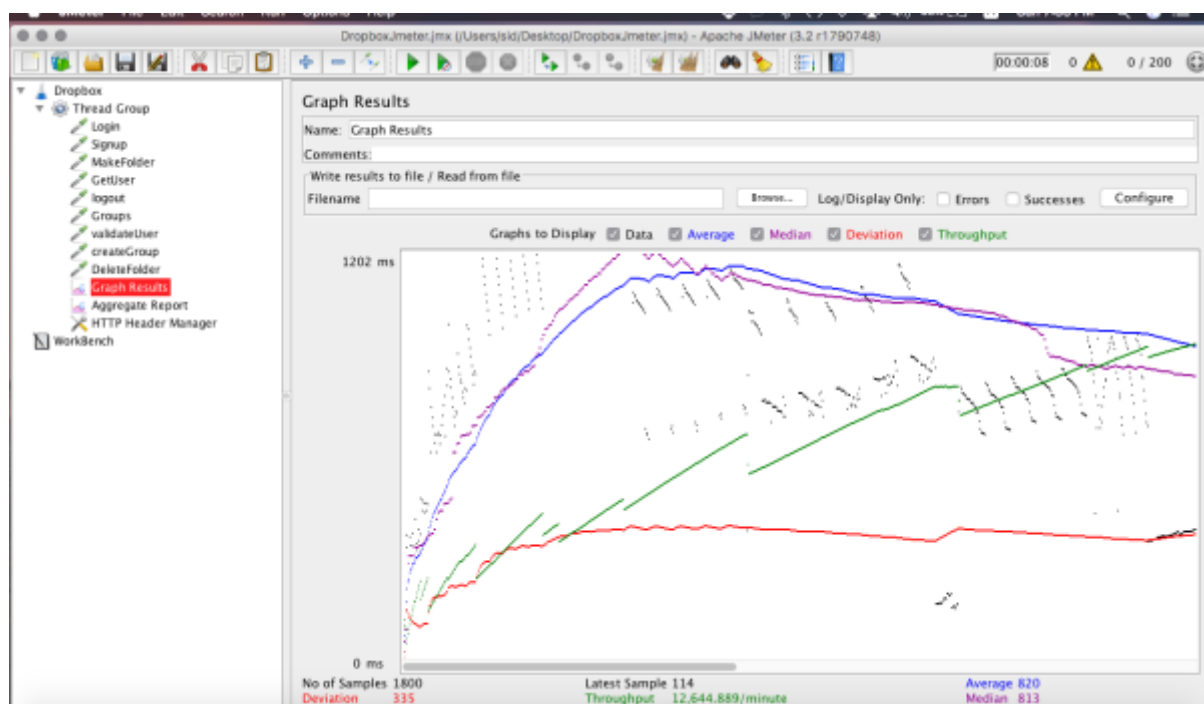 DropboxJmeter.jmx (/Users/sid/Desktop/DropboxJmeter.jmx) - Apache JMeter (3.2 r1790748)
00:00:08 0 0 / 200
Dropbox
Thread Group
Login
Signup
MakeFolder
GetUser
logout
Groups
validateUser
createGroup
DeleteFolder
Graph Results
Aggregate Report
HTTP Header Manager
WorkBench
Graph Results
Name: Graph Results
Comments:
Write results to file / Read from file
Filename Browse... Log/Display Only: Errors Successes Configure
Graphs to Display Data Average Median Deviation Throughput
1202 ms
0 ms
No of Samples 1800 Latest Sample 114 Average 820
Deviation 335 Throughput 12,644.889/minute Median 813